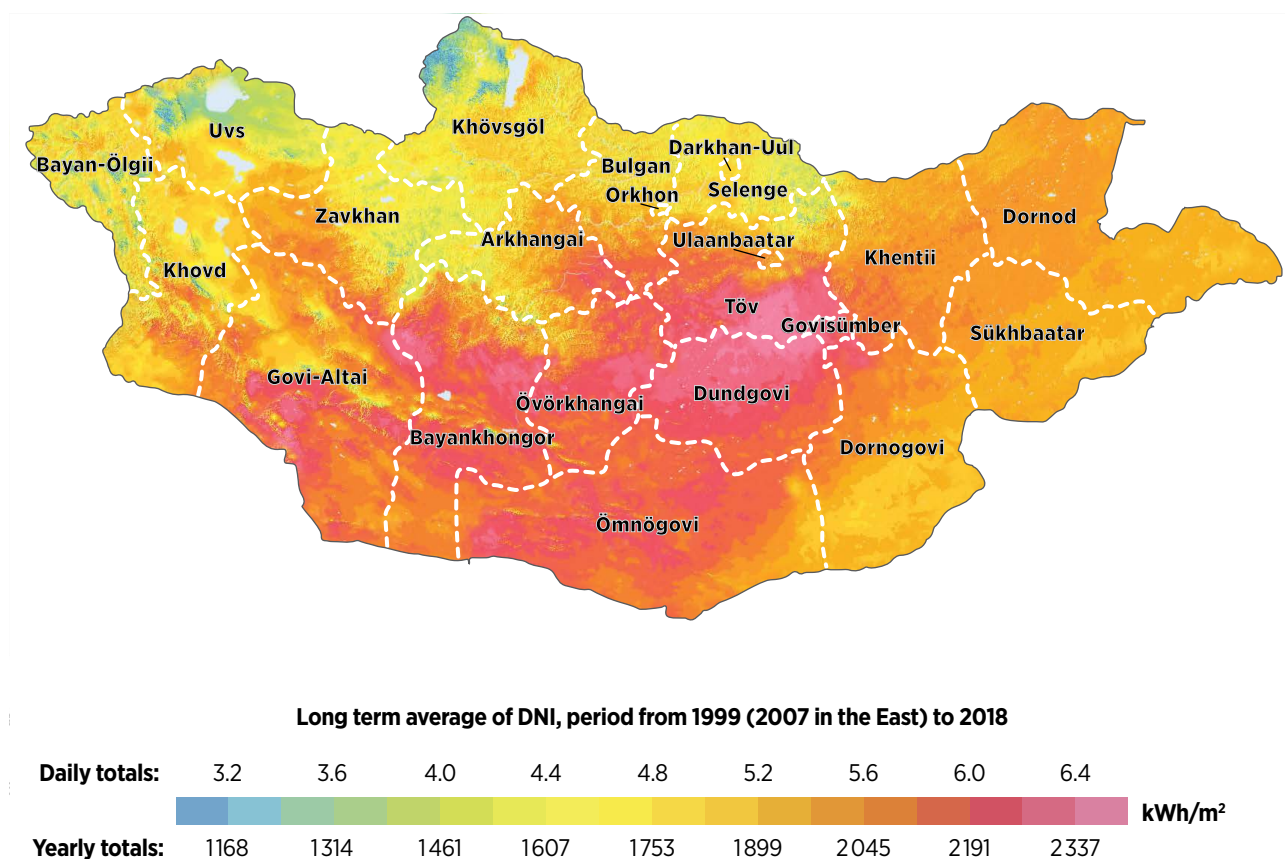 Uvs
Khövsgöl
Bayan-Ölgii
Darkhan-Uul
Bulgan
Orkhon
Selenge
Zavkhan
Dornod
Arkhangai
Ulaanbaatar
Khentii
Khovd
Töv
Govisümber
Sükhbaatar
Govi-Altai
Dundgovi
Övörkhangai
Bayankhongor
Dornogovi
Ömnögovi
Long term average of DNI, period from 1999 (2007 in the East) to 2018
Daily totals: 3.2 3.6 4.0 4.4 4.8 5.2 5.6 6.0 6.4
kWh/m²
Yearly totals: 1168 1314 1461 1607 1753 1899 2045 2191 2337